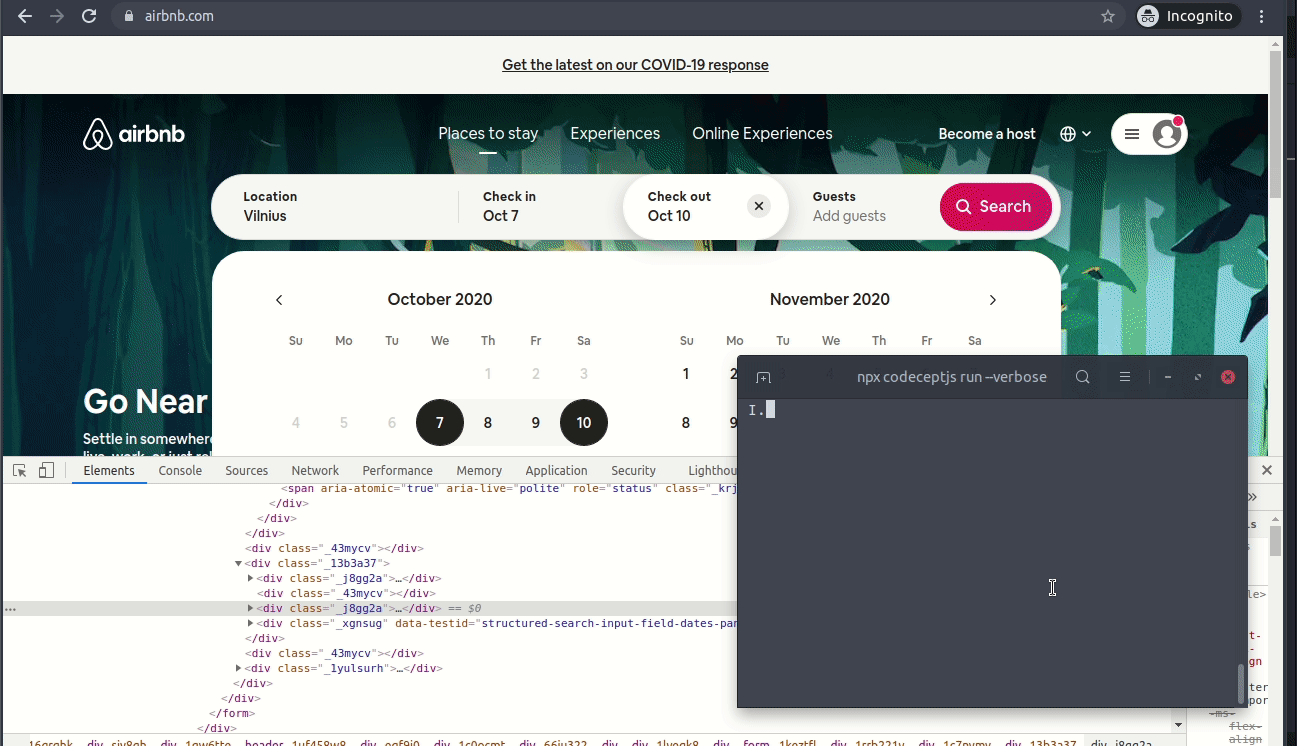 airbnb.com
Incognito
Get the latest on our COVID-19 response
airbnb
Places to stay Experiences Online Experiences Become a host
Location Check in Check out Guests
Vilnius Oct 7 Oct 10 Add guests Search
October 2020 November 2020
Su Mo Tu We Th Fr Sa Su Mo Tu We Th Fr Sa
1 2 3 1 2
4 5 6 7 8 9 10 8 9
Go Near
Settle in somewhere
npx codeceptjs run --verbose
I.
Elements Console Sources Network Performance Memory Application Security Lighthou
<span aria-atomic="true" aria-live="polite" role="status" class="_krj
</div>
</div>
</div>
<div class="_43mycv"></div>
<div class="_13b3a37">
<div class="_j8gg2a">…</div>
<div class="_43mycv"></div>
<div class="_j8gg2a">…</div> == $0
<div class="_xgnsug" data-testid="structured-search-input-field-dates-pan
</div>
<div class="_43mycv"></div>
<div class="_1yulsurh">…</div>
</div>
</div>
</form>
</div>
-ms-
flex-
align